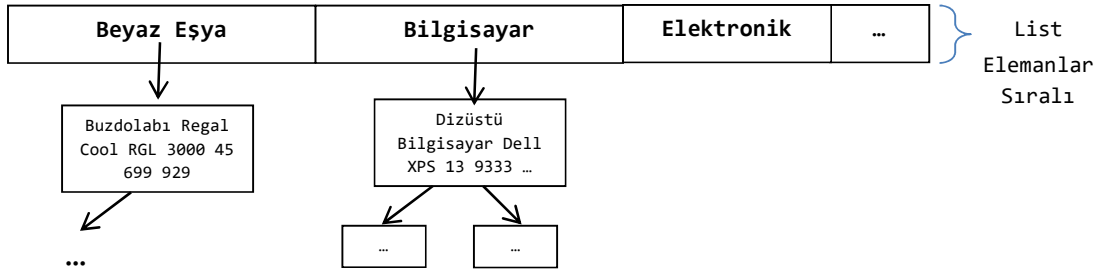 Beyaz Eşya
Bilgisayar
Elektronik
…
List
Elemanlar
Sıralı
Buzdolabı Regal
Cool RGL 3000 45
699 929
Dizüstü
Bilgisayar Dell
XPS 13 9333 …
…
…
…